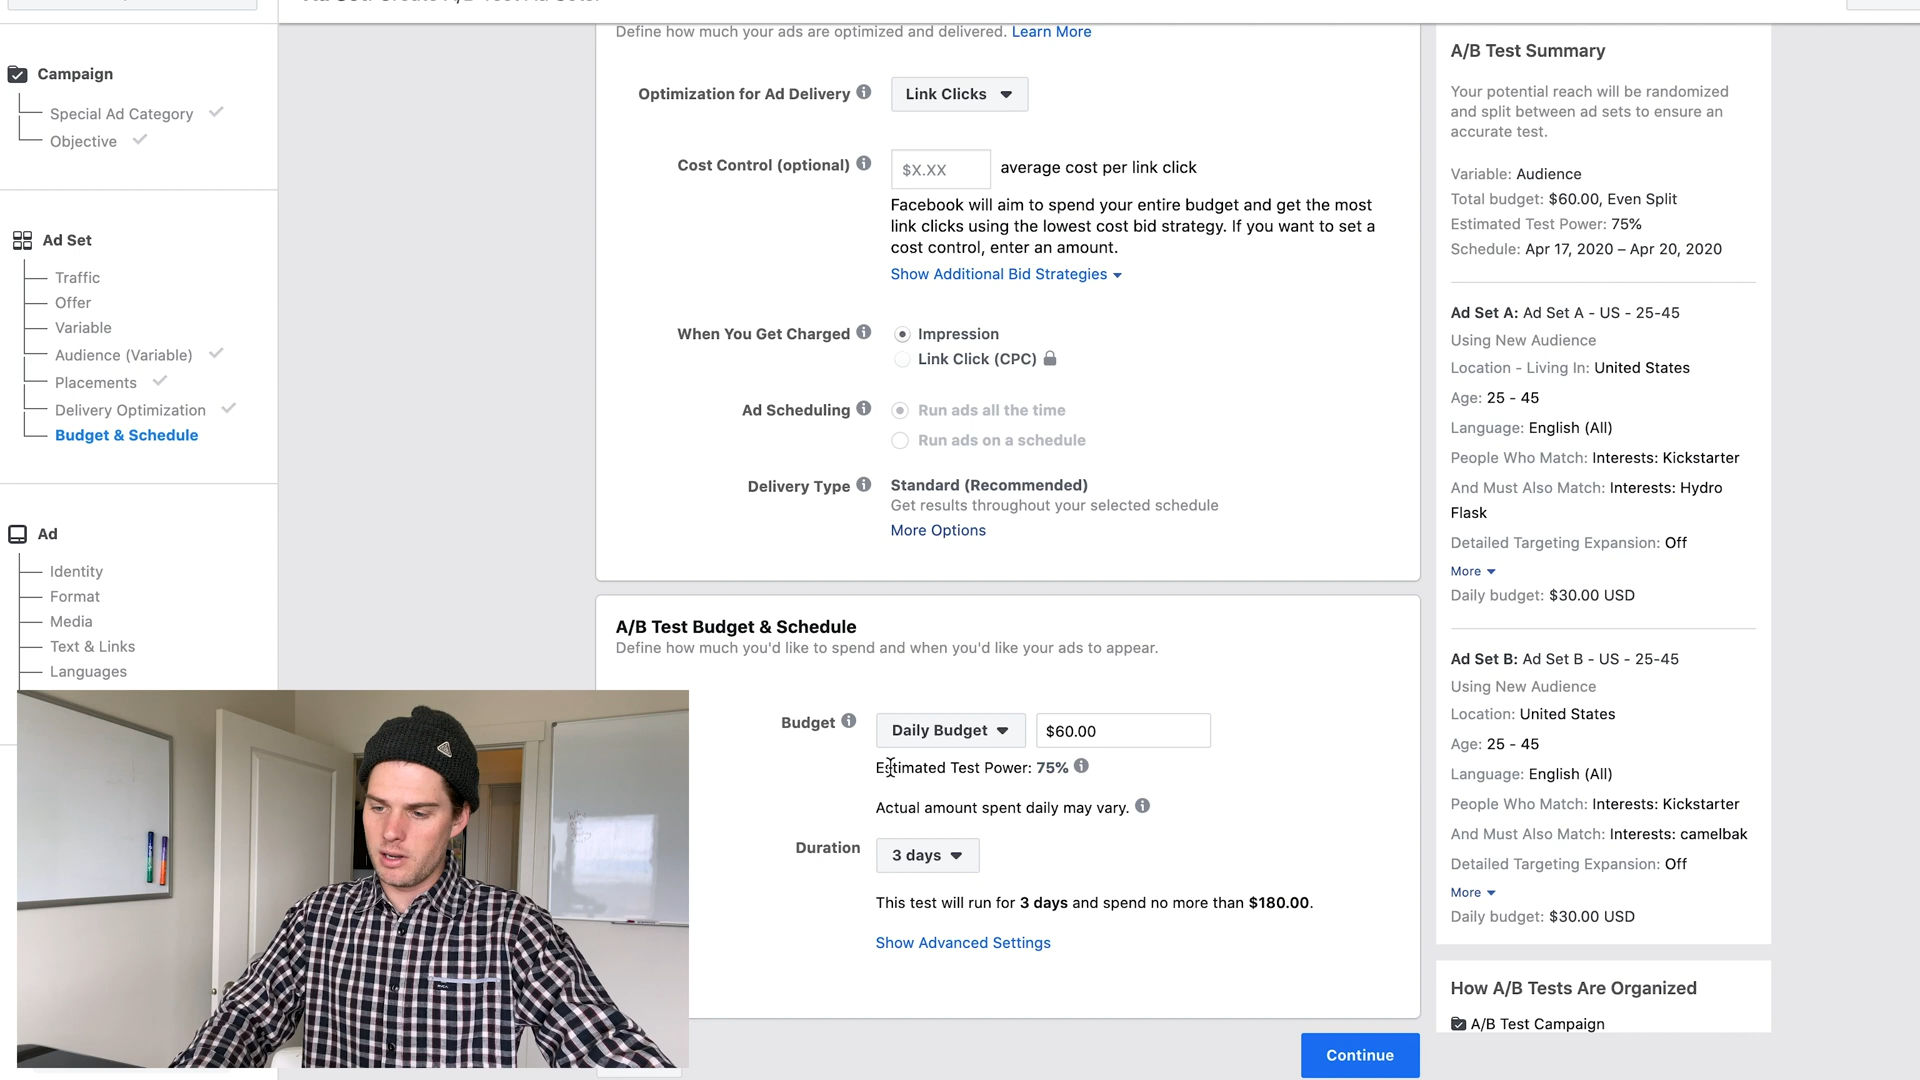 Define how much your ads are optimized and delivered. Learn More
Campaign
Special Ad Category
Objective
Ad Set
Traffic
Offer
Variable
Audience (Variable)
Placements
Delivery Optimization
Budget & Schedule
Ad
Identity
Format
Media
Text & Links
Languages
Optimization for Ad Delivery
Link Clicks
Cost Control (optional)
$X.XX
average cost per link click
Facebook will aim to spend your entire budget and get the most
link clicks using the lowest cost bid strategy. If you want to set a
cost control, enter an amount.
Show Additional Bid Strategies
When You Get Charged
Impression
Link Click (CPC)
Ad Scheduling
Run ads all the time
Run ads on a schedule
Delivery Type
Standard (Recommended)
Get results throughout your selected schedule
More Options
A/B Test Budget & Schedule
Define how much you'd like to spend and when you'd like your ads to appear.
Budget
Daily Budget
$60.00
Estimated Test Power: 75%
Actual amount spent daily may vary.
Duration
3 days
This test will run for 3 days and spend no more than $180.00.
Show Advanced Settings
Continue
A/B Test Summary
Your potential reach will be randomized
and split between ad sets to ensure an
accurate test.
Variable: Audience
Total budget: $60.00, Even Split
Estimated Test Power: 75%
Schedule: Apr 17, 2020 – Apr 20, 2020
Ad Set A: Ad Set A - US - 25-45
Using New Audience
Location - Living In: United States
Age: 25 - 45
Language: English (All)
People Who Match: Interests: Kickstarter
And Must Also Match: Interests: Hydro
Flask
Detailed Targeting Expansion: Off
More
Daily budget: $30.00 USD
Ad Set B: Ad Set B - US - 25-45
Using New Audience
Location: United States
Age: 25 - 45
Language: English (All)
People Who Match: Interests: Kickstarter
And Must Also Match: Interests: camelbak
Detailed Targeting Expansion: Off
More
Daily budget: $30.00 USD
How A/B Tests Are Organized
A/B Test Campaign